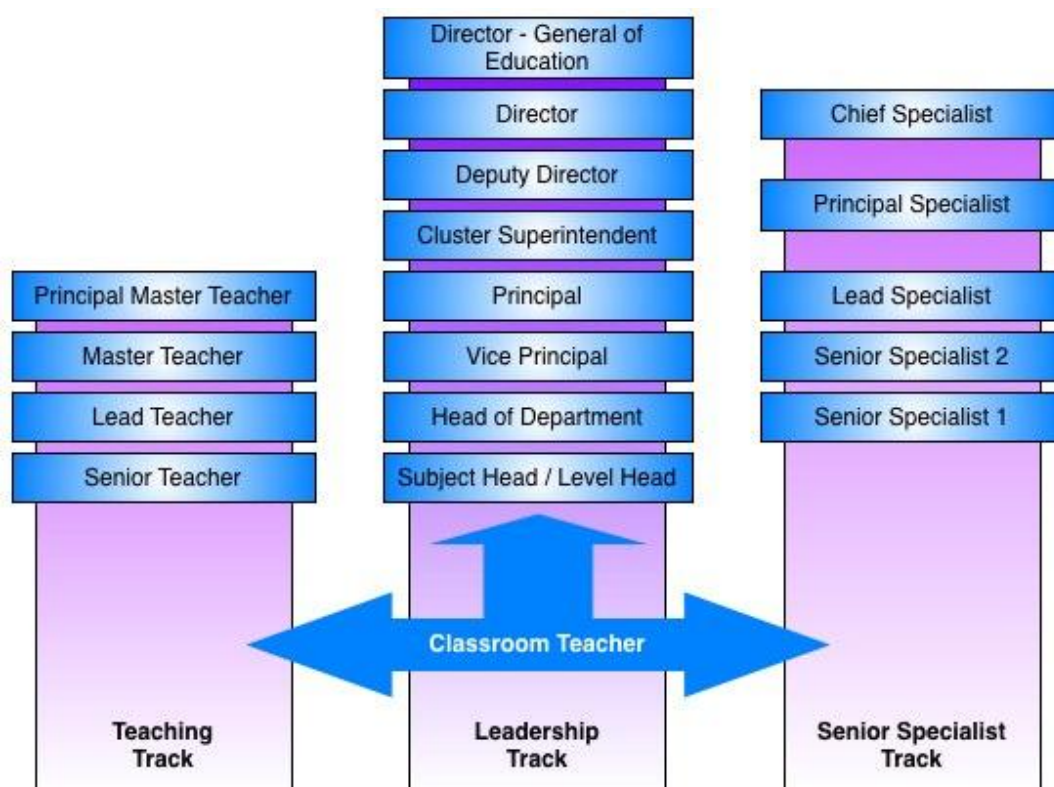 Director - General of
Education
Director
Chief Specialist
Deputy Director
Principal Specialist
Cluster Superintendent
Principal Master Teacher
Principal
Lead Specialist
Master Teacher
Vice Principal
Senior Specialist 2
Lead Teacher
Head of Department
Senior Specialist 1
Senior Teacher
Subject Head / Level Head
Classroom Teacher
Teaching
Track
Leadership
Track
Senior Specialist
Track